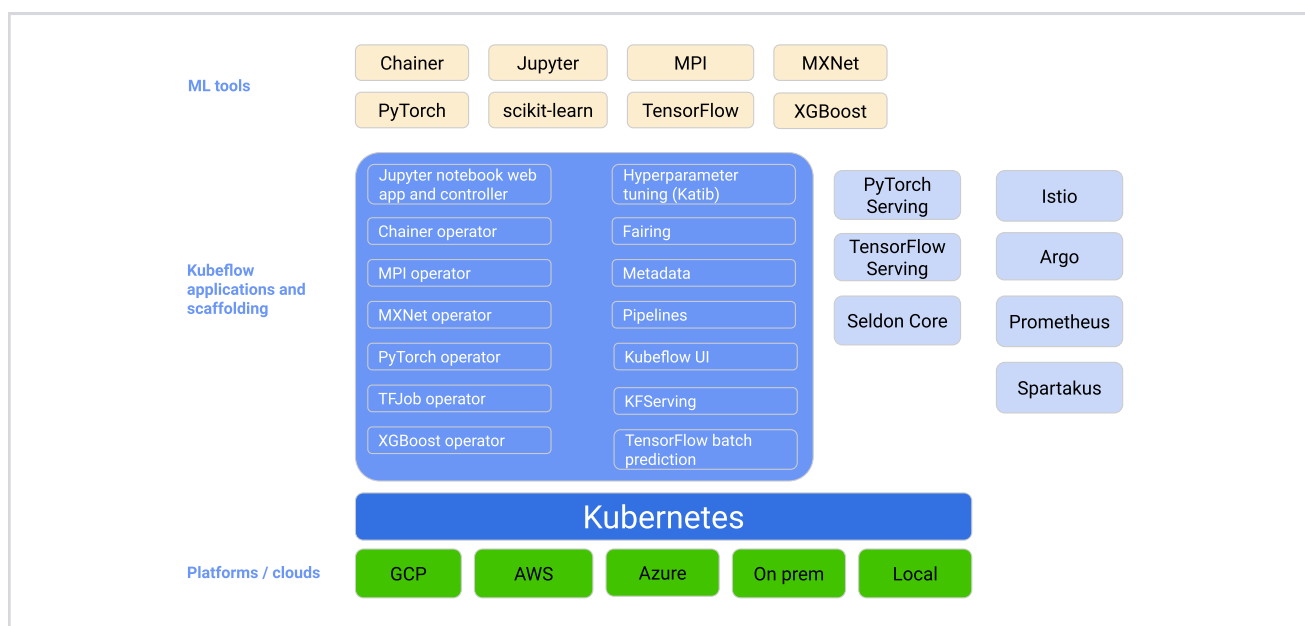 ML tools
Chainer
Jupyter
MPI
MXNet
PyTorch
scikit-learn
TensorFlow
XGBoost
Kubeflow
applications and
scaffolding
Jupyter notebook web
app and controller
Chainer operator
MPI operator
MXNet operator
PyTorch operator
TFJob operator
XGBoost operator
Hyperparameter
tuning (Katib)
Fairing
Metadata
Pipelines
Kubeflow UI
KFServing
TensorFlow batch
prediction
PyTorch
Serving
TensorFlow
Serving
Seldon Core
Istio
Argo
Prometheus
Spartakus
Kubernetes
Platforms / clouds
GCP
AWS
Azure
On prem
Local